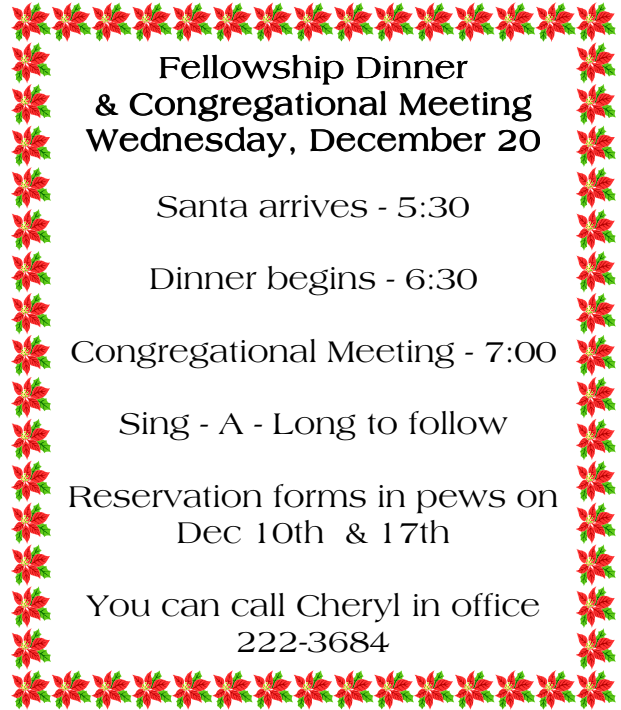 Fellowship Dinner
& Congregational Meeting
Wednesday, December 20
Santa arrives - 5:30
Dinner begins - 6:30
Congregational Meeting - 7:00
Sing - A - Long to follow
Reservation forms in pews on
Dec 10th & 17th
You can call Cheryl in office
222-3684